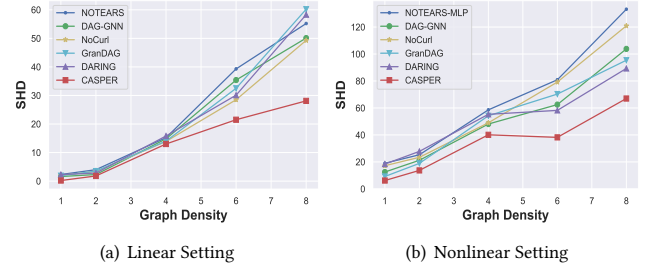 NOTEARS
DAG-GNN
NoCurl
GranDAG
DARING
CASPER
SHD
60
50
40
30
20
10
0
1 2 3 4 5 6 7 8
Graph Density
(a) Linear Setting
NOTEARS-MLP
DAG-GNN
NoCurl
GranDAG
DARING
CASPER
SHD
120
100
80
60
40
20
0
1 2 3 4 5 6 7 8
Graph Density
(b) Nonlinear Setting